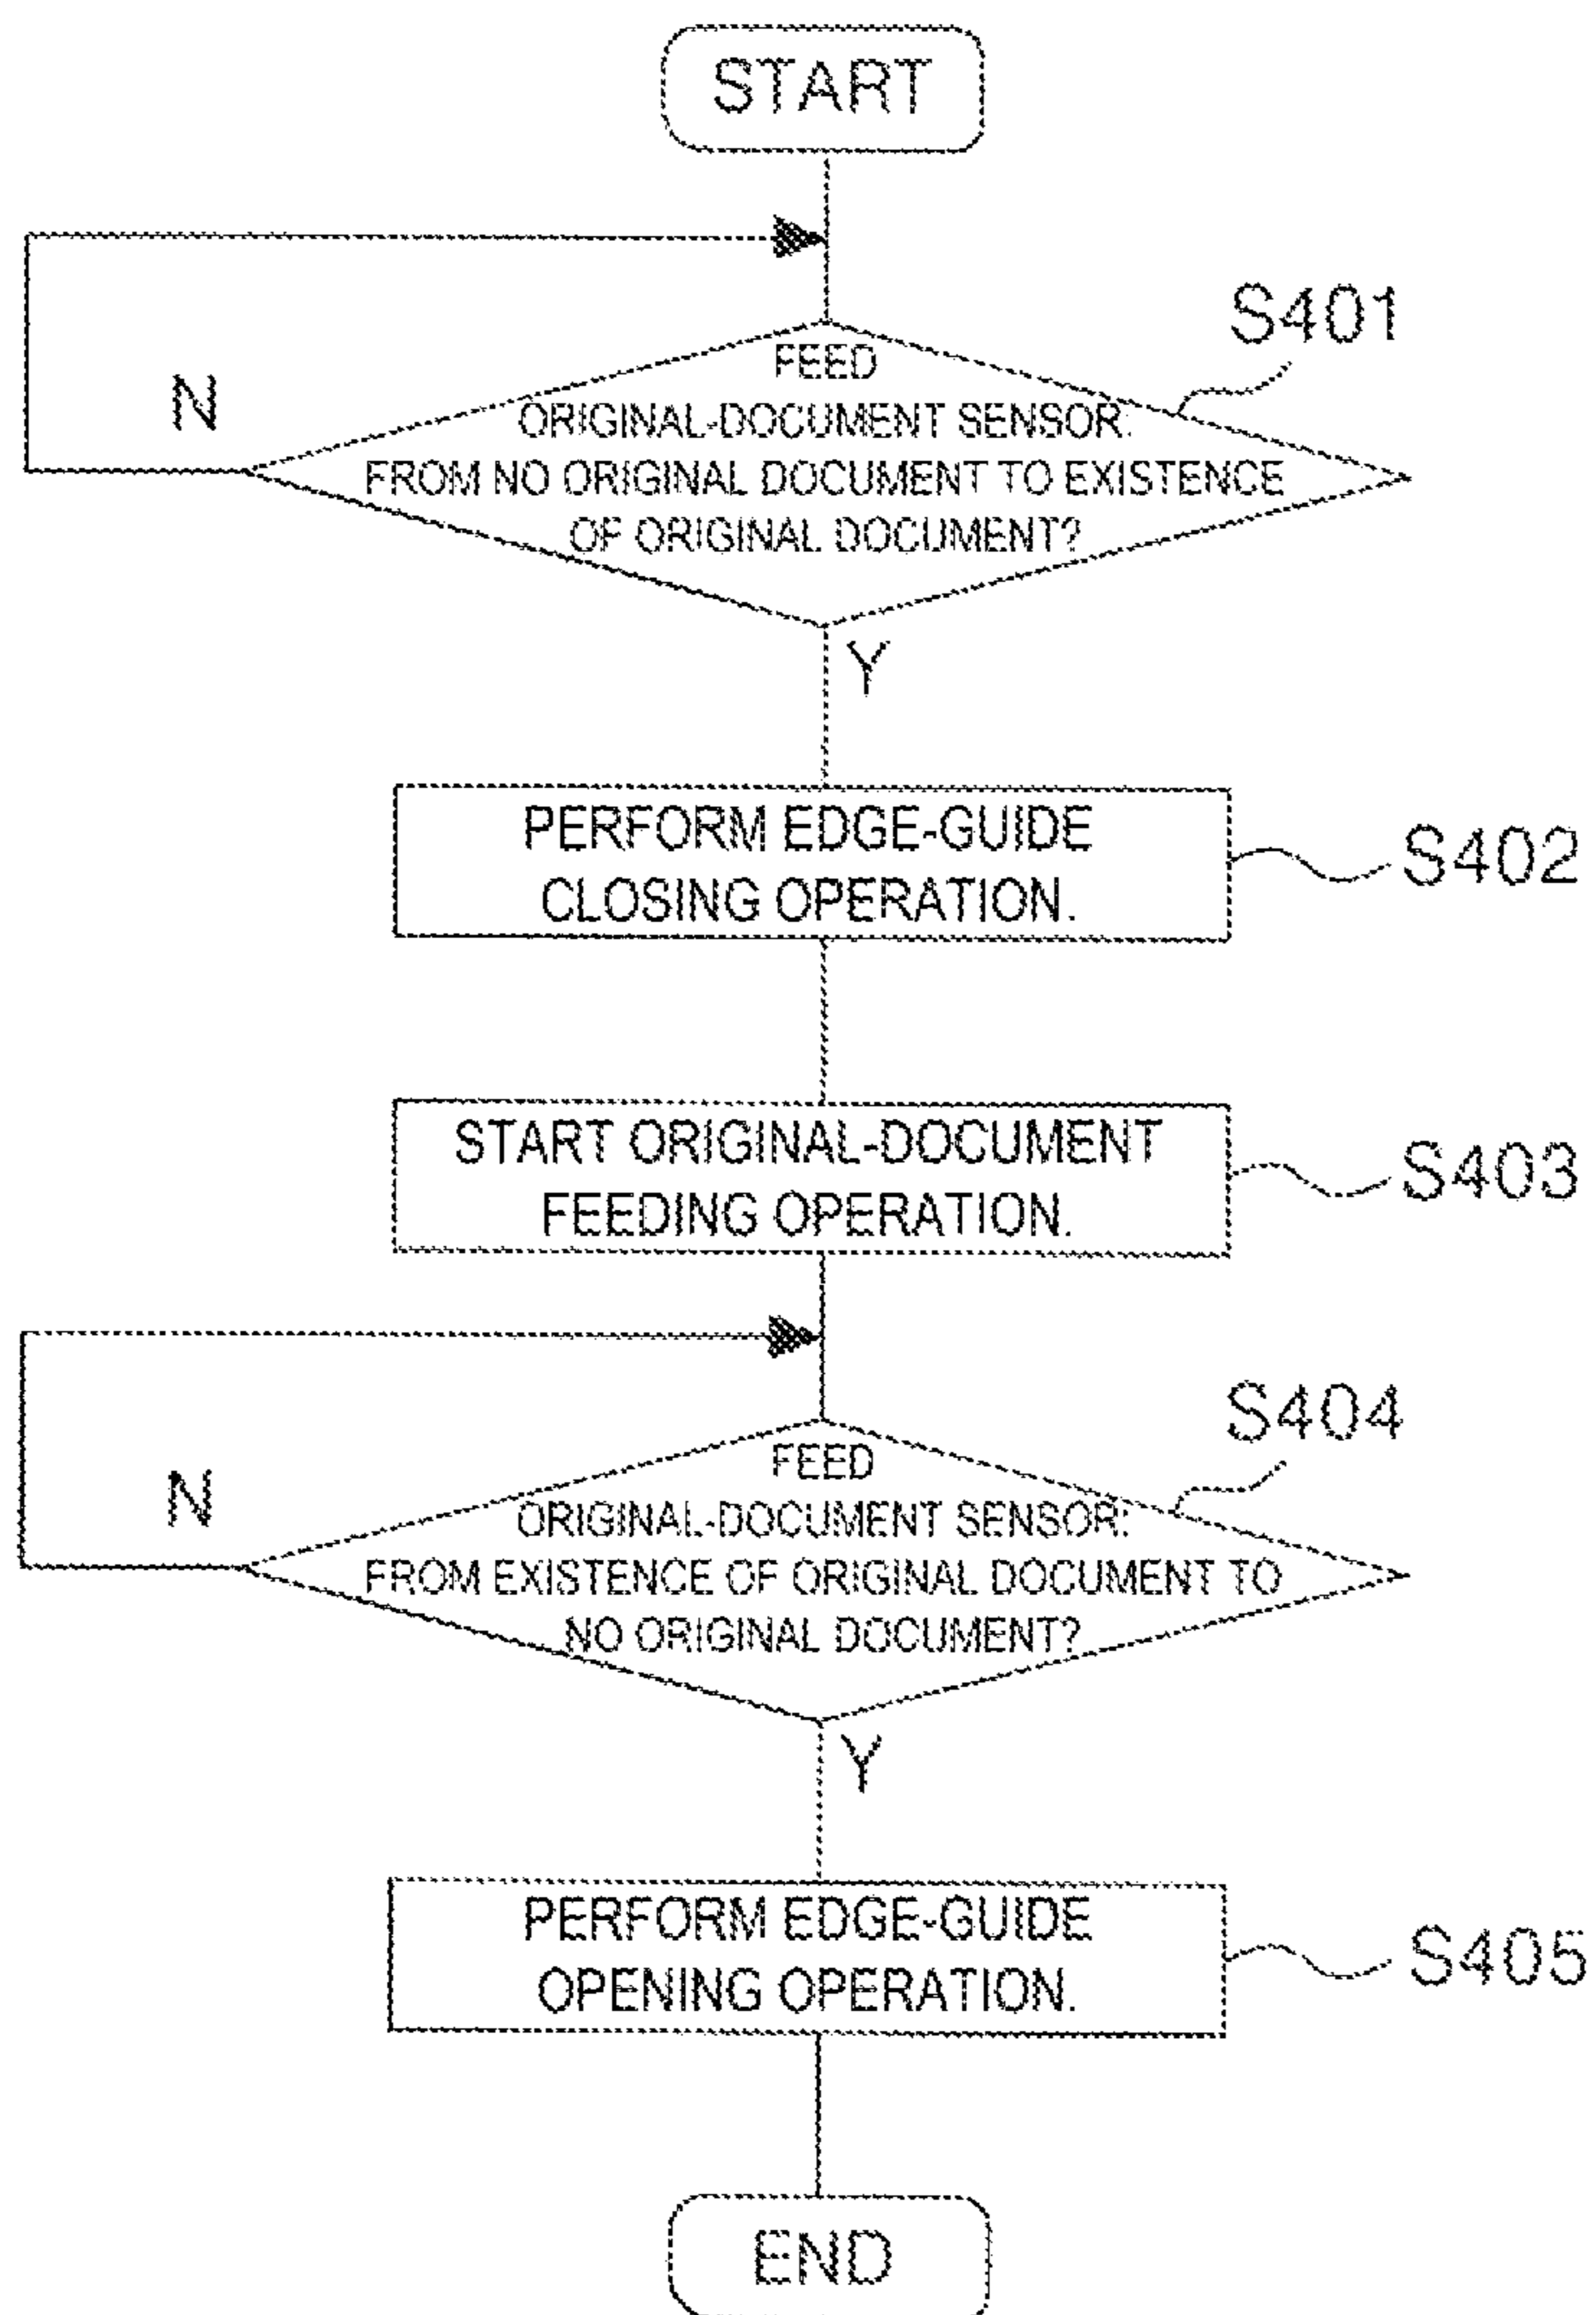 START
S401
N
FEED
ORIGINAL-DOCUMENT SENSOR:
FROM NO ORIGINAL DOCUMENT TO EXISTENCE
OF ORIGINAL DOCUMENT?
Y
PERFORM EDGE-GUIDE
CLOSING OPERATION.
S402
START ORIGINAL-DOCUMENT
FEEDING OPERATION.
S403
S404
N
FEED
ORIGINAL-DOCUMENT SENSOR:
FROM EXISTENCE OF ORIGINAL DOCUMENT TO
NO ORIGINAL DOCUMENT?
Y
PERFORM EDGE-GUIDE
OPENING OPERATION.
S405
END